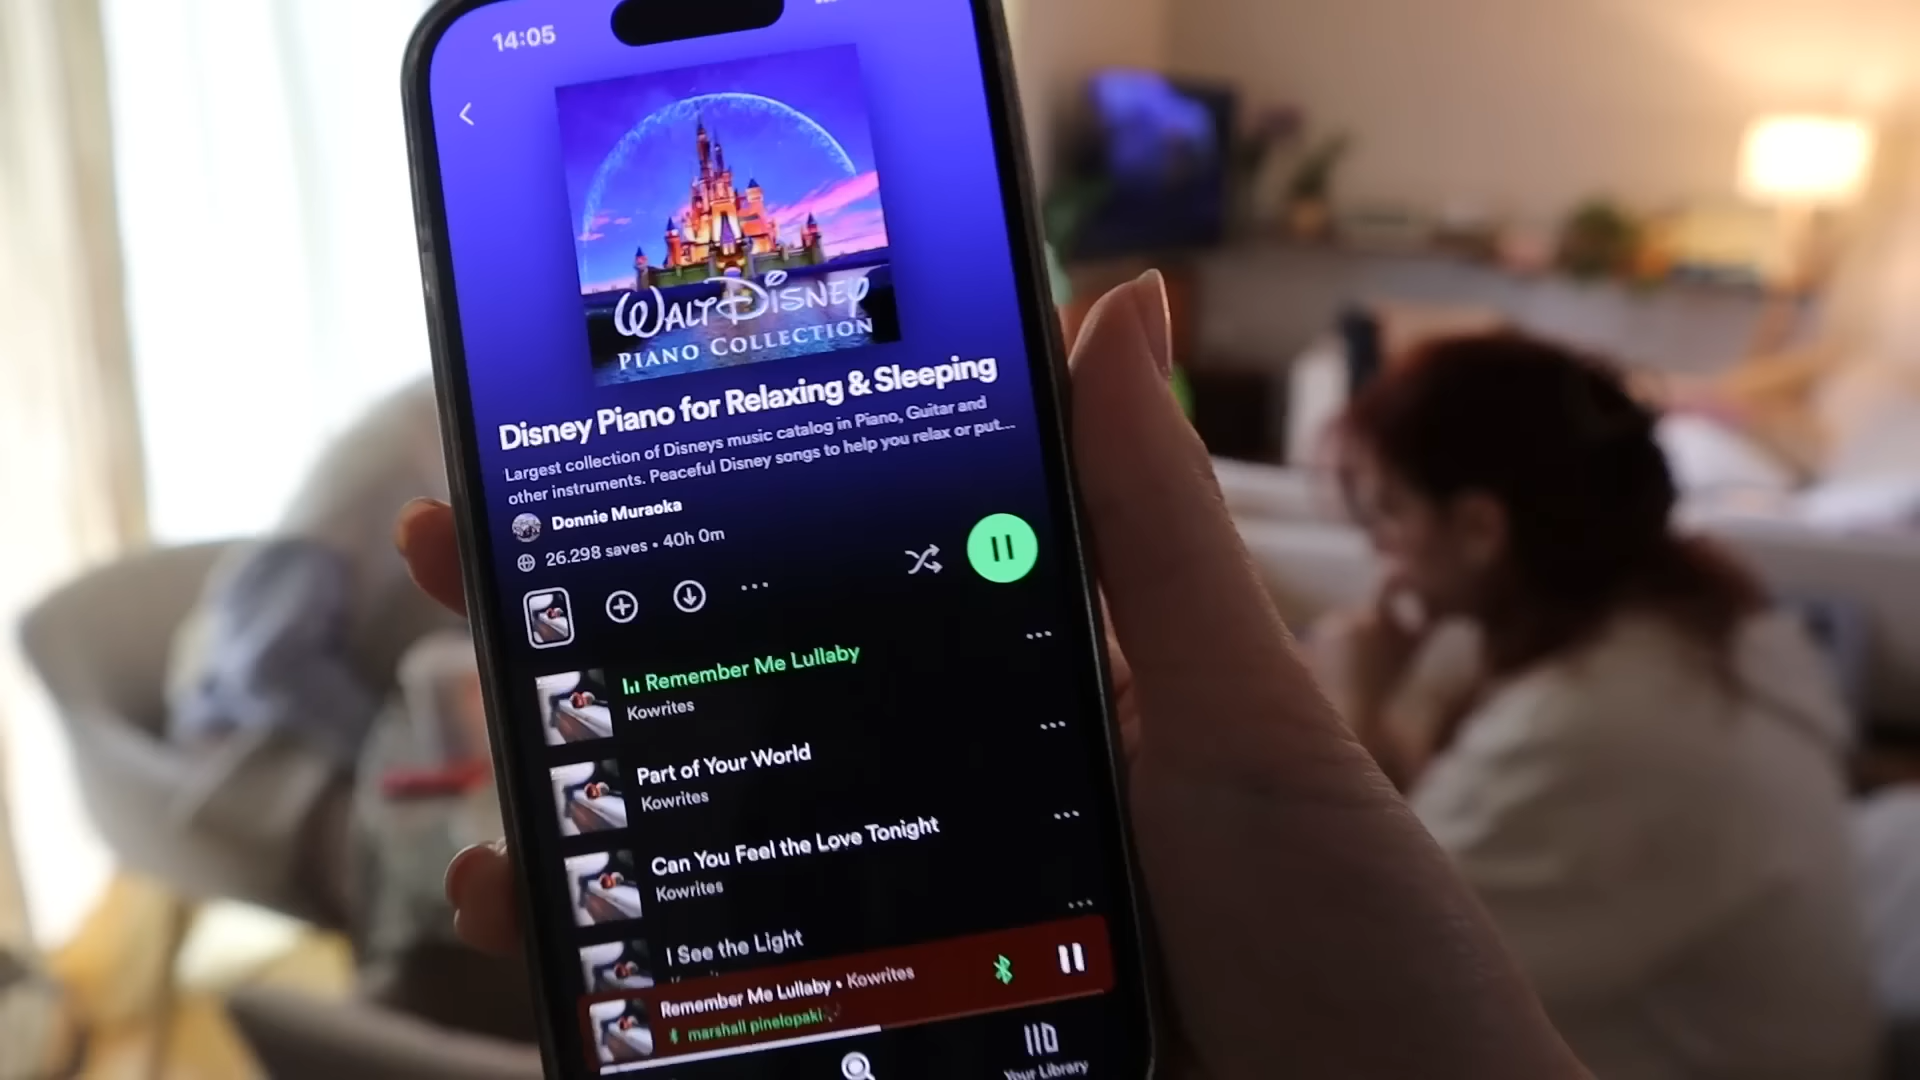 14:05
WALT DISNEY
PIANO COLLECTION
Disney Piano for Relaxing & Sleeping
Largest collection of Disneys music catalog in Piano, Guitar and
other instruments. Peaceful Disney songs to help you relax or put...
Donnie Muraoka
26.298 saves • 40h 0m
Remember Me Lullaby
Kowrites
Part of Your World
Kowrites
Can You Feel the Love Tonight
Kowrites
I See the Light
Remember Me Lullaby • Kowrites
marshall pinelopaki
Your Library